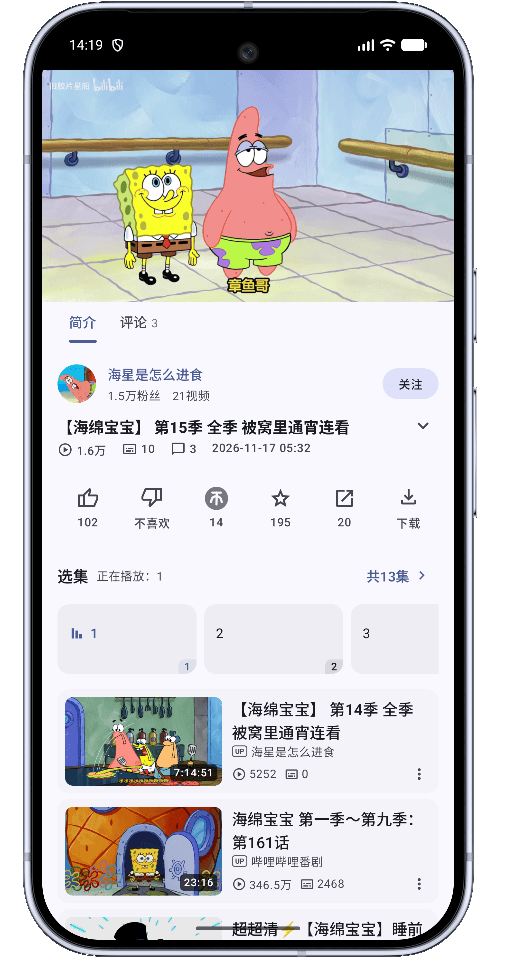 14:19
旧胶片星阳 bilibili
章鱼哥
简介 评论 3
海星是怎么进食
关注
1.5万粉丝 21视频
【海绵宝宝】 第15季 全季 被窝里通宵连看
1.6万 10 3 2026-11-17 05:32
102 不喜欢 14 195 20 下载
选集 正在播放：1 共13集
1 2 3
1 2
【海绵宝宝】 第14季 全季
被窝里通宵连看
UP 海星是怎么进食
7:14:51
5252 0
海绵宝宝 第一季～第九季：
第161话
UP 哔哩哔哩番剧
23:16
346.5万 2468
超超清⚡【海绵宝宝】睡前